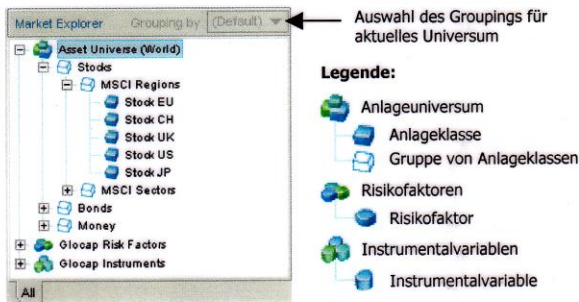 Market Explorer Grouping by (Default)
Asset Universe (World)
Stocks
MSCI Regions
Stock EU
Stock CH
Stock UK
Stock US
Stock JP
MSCI Sectors
Bonds
Money
Glocap Risk Factors
Glocap Instruments
All
Auswahl des Groupings für
aktuelles Universum
Legende:
Anlageuniversum
Anlageklasse
Gruppe von Anlageklassen
Risikofaktoren
Risikofaktor
Instrumentalvariablen
Instrumentalvariable